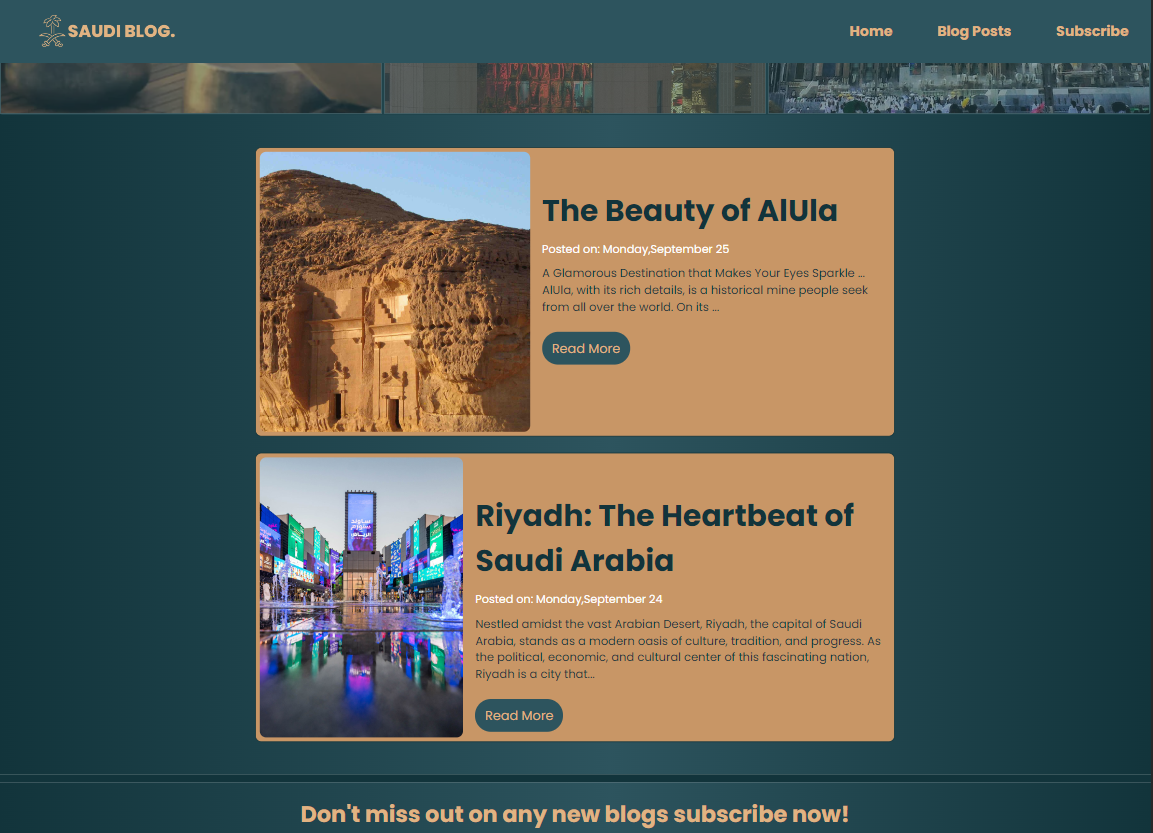 SAUDI BLOG.
Home Blog Posts Subscribe
The Beauty of AlUla
Posted on: Monday,September 25
A Glamorous Destination that Makes Your Eyes Sparkle ...
AlUla, with its rich details, is a historical mine people seek
from all over the world. On its ...
Read More
ساوند
ستورم
الرياض
Riyadh: The Heartbeat of
Saudi Arabia
Posted on: Monday,September 24
Nestled amidst the vast Arabian Desert, Riyadh, the capital of Saudi
Arabia, stands as a modern oasis of culture, tradition, and progress. As
the political, economic, and cultural center of this fascinating nation,
Riyadh is a city that...
Read More
Don't miss out on any new blogs subscribe now!